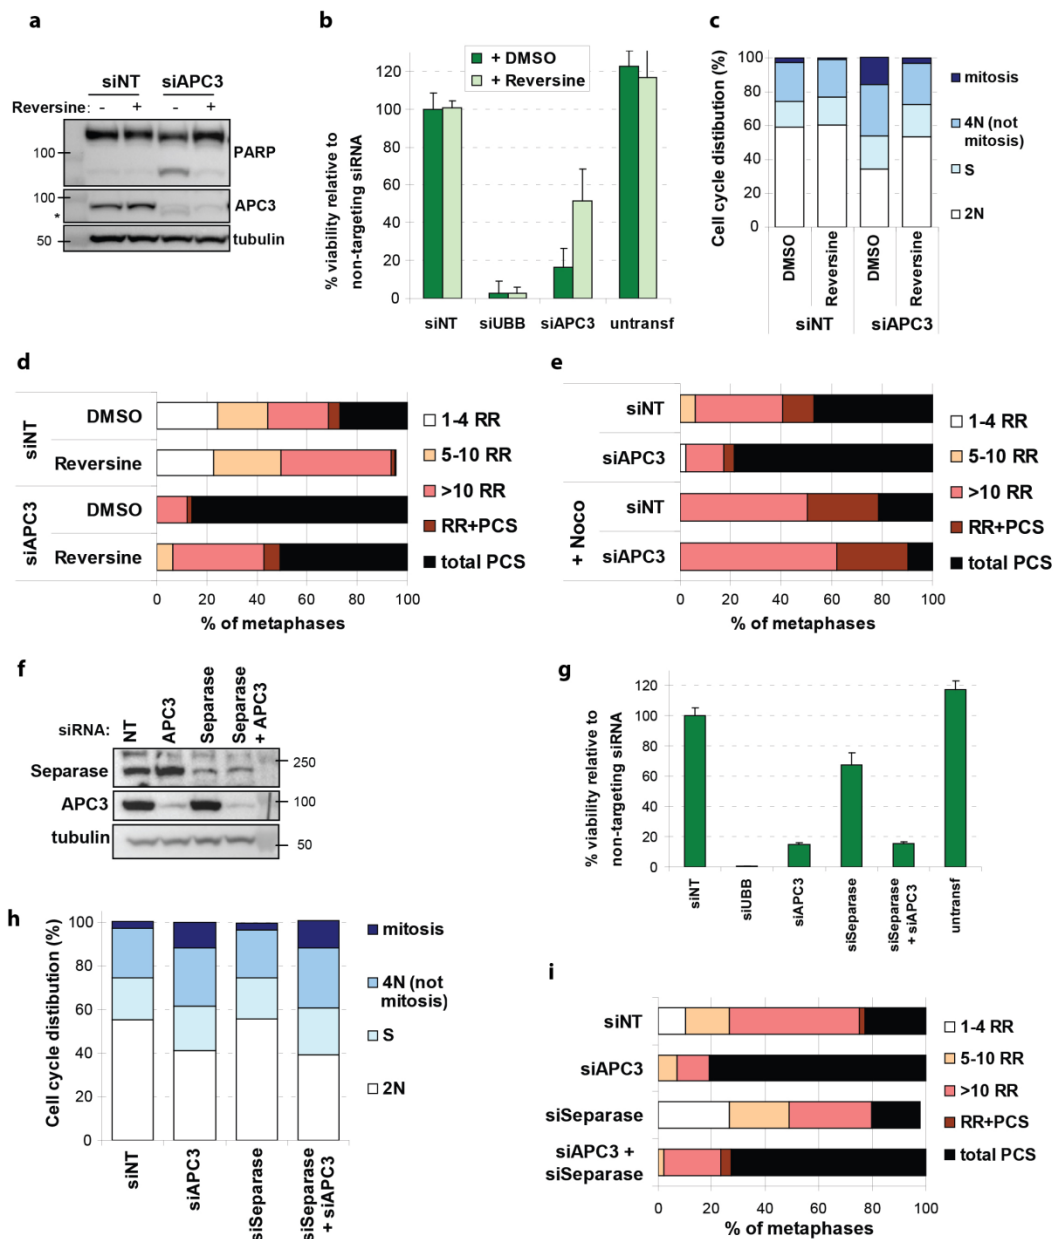 a
siNT siAPC3
Reversine: - + - +
100
PARP
100
*
APC3
50
tubulin
b
+ DMSO
+ Reversine
% viability relative to
non-targeting siRNA
120
100
80
60
40
20
0
siNT siUBB siAPC3 untransf
c
Cell cycle distibution (%)
100
80
60
40
20
0
mitosis
4N (not
mitosis)
S
2N
DMSO Reversine DMSO Reversine
siNT siAPC3
d
siNT
DMSO
Reversine
siAPC3
DMSO
Reversine
0 20 40 60 80 100
% of metaphases
1-4 RR
5-10 RR
>10 RR
RR+PCS
total PCS
e
siNT
siAPC3
+ Noco
siNT
siAPC3
0 20 40 60 80 100
% of metaphases
1-4 RR
5-10 RR
>10 RR
RR+PCS
total PCS
f
siRNA: NT APC3 Separase Separase
+ APC3
Separase
250
APC3
100
tubulin
50
g
% viability relative to
non-targeting siRNA
120
100
80
60
40
20
0
siNT siUBB siAPC3 siSeparase siSeparase
+ siAPC3 untransf
h
Cell cycle distibution (%)
100
80
60
40
20
0
mitosis
4N (not
mitosis)
S
2N
siNT siAPC3 siSeparase siSeparase
+ siAPC3
i
siNT
siAPC3
siSeparase
siAPC3 +
siSeparase
0 20 40 60 80 100
% of metaphases
1-4 RR
5-10 RR
>10 RR
RR+PCS
total PCS